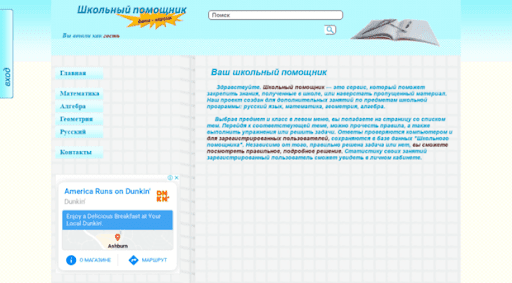 Школьный помощник
бета - версия
Вы вошли как гость
Поиск
вход
Главная
Математика
Алгебра
Геометрия
Русский
Контакты
America Runs on Dunkin'
Dunkin'
Enjoy a Delicious Breakfast at Your
Local Dunkin'.
Ashburn
О МАГАЗИНЕ
МАРШРУТ
Ваш школьный помощник
Здравствуйте. Школьный помощник — это сервис, который поможет
закрепить знания, полученные в школе, или наверстать пропущенный материал.
Наш проект создан для дополнительных занятий по предметам школьной
программы: русский язык, математика, геометрия, алгебра.
Выбрав предмет и класс в левом меню, вы попадаете на страницу со списком
тем. Перейдя к соответствующей теме, можно прочесть правила, а также
выполнить упражнения или решить задачи. Ответы проверяются компьютером и
для зарегистрированных пользователей, сохраняются в базе данных "Школьного
помощника". Независимо от того, правильно решена задача или нет, вы сможете
посмотреть правильное, подробное решение. Статистику своих занятий
зарегистрированный пользователь сможет увидеть в личном кабинете.